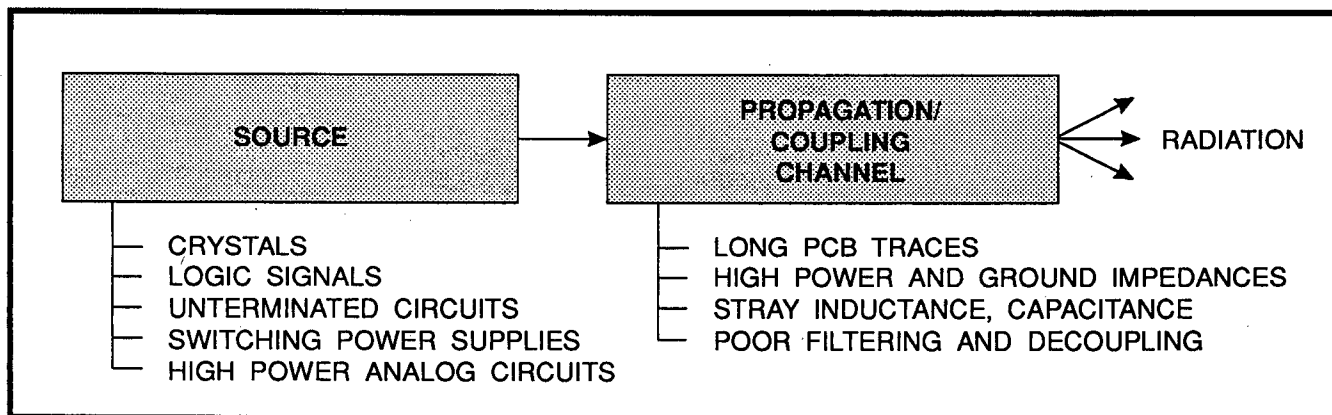 SOURCE
PROPAGATION/
COUPLING
CHANNEL
RADIATION
CRYSTALS
LOGIC SIGNALS
UNTERMINATED CIRCUITS
SWITCHING POWER SUPPLIES
HIGH POWER ANALOG CIRCUITS
LONG PCB TRACES
HIGH POWER AND GROUND IMPEDANCES
STRAY INDUCTANCE, CAPACITANCE
POOR FILTERING AND DECOUPLING